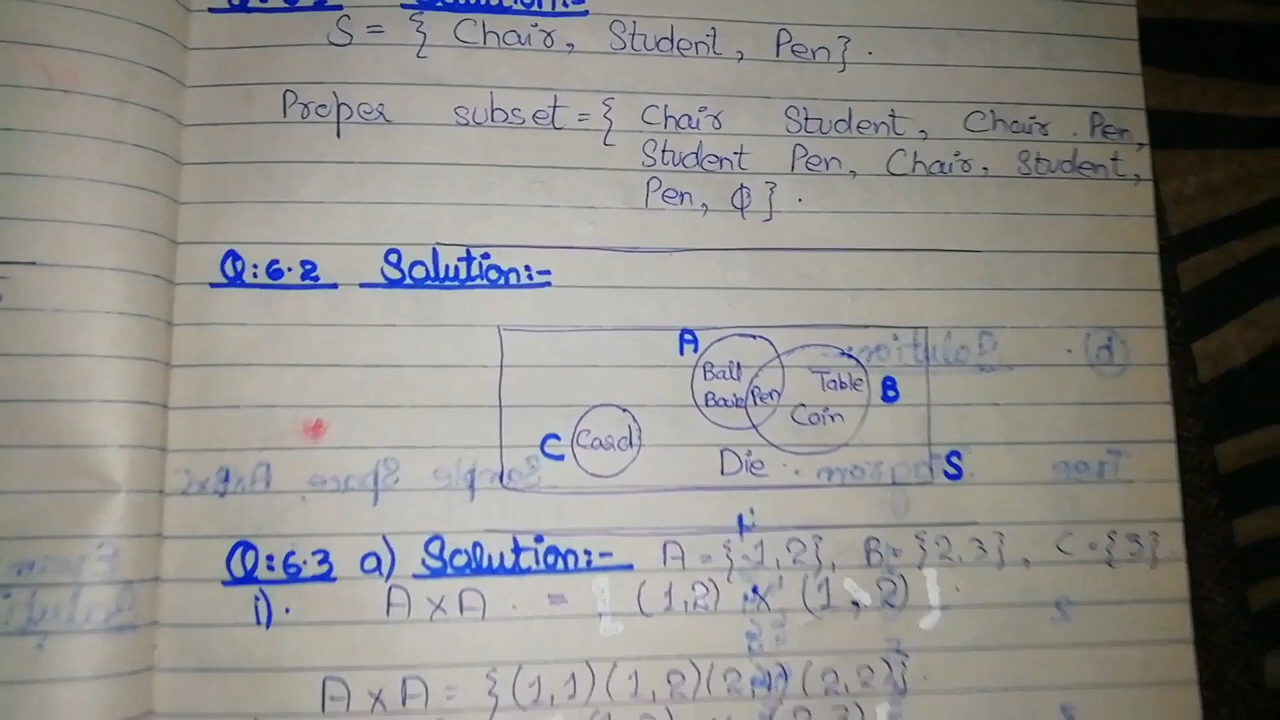 S = { Chair, Student, Pen}.
Proper subset = { Chair Student, Chair Pen,
Student Pen, Chair, Student,
Pen, Φ}.
Q:6.2 Solution:-
A
Ball
Book
Pen
Table
Coin
B
C
Card
Die
S
Q:6.3 a) Solution:- A = {1,2}, B = {2,3}, C = {3}
i). A×A = (1,2) × (1,2)
A×A = {(1,1)(1,2)(2,1)(2,2)}